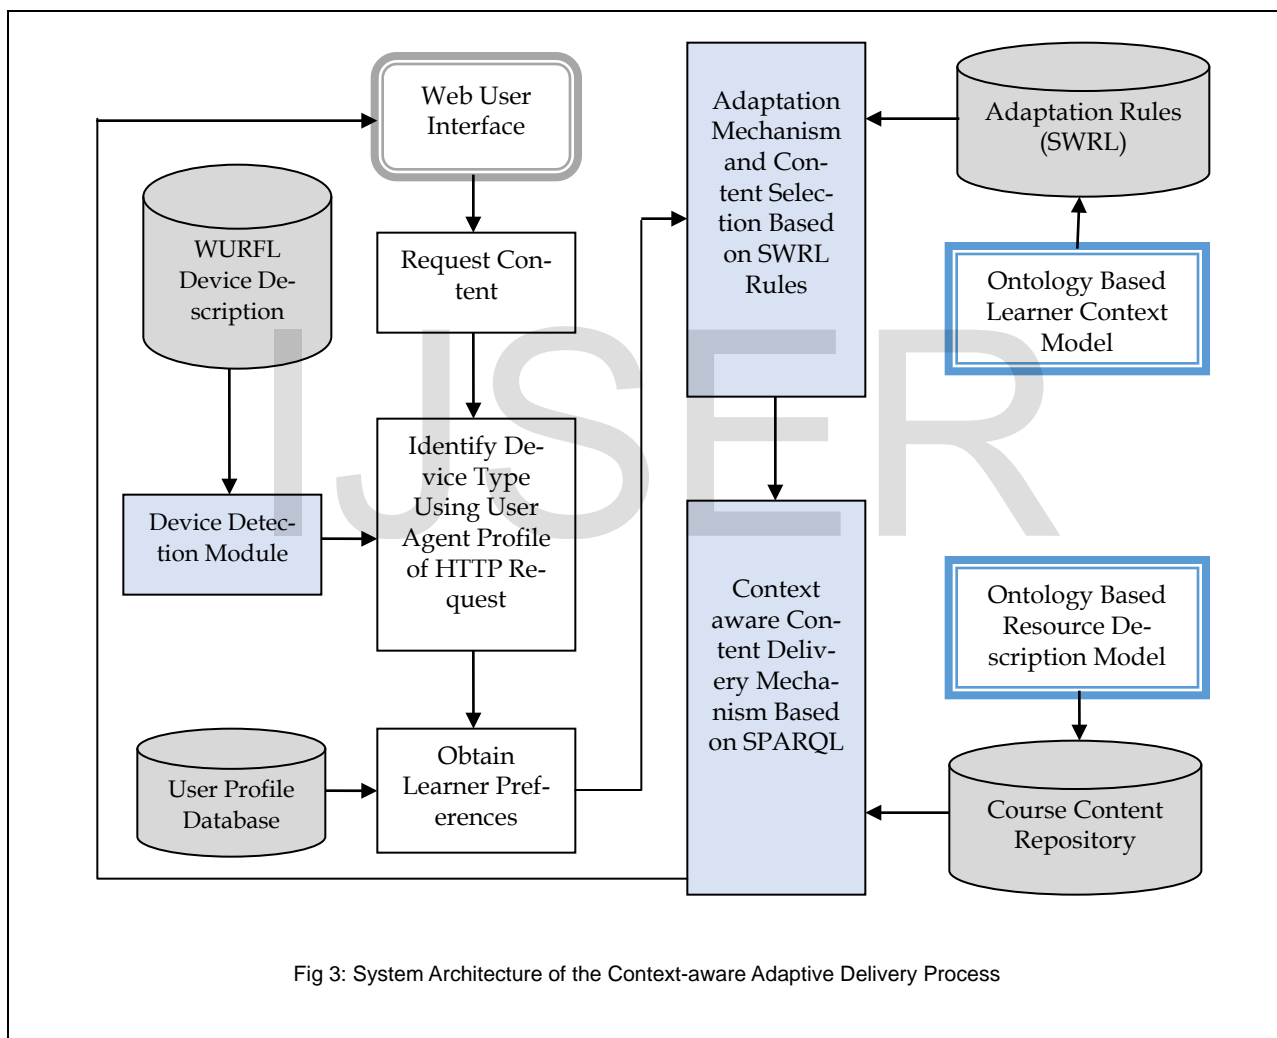 Web User
Interface
WURFL
Device De-
scription
Request Con-
tent
Identify De-
vice Type
Using User
Agent Profile
of HTTP Re-
quest
Device Detec-
tion Module
User Profile
Database
Obtain
Learner Pref-
erences
Adaptation
Mechanism
and Con-
tent Selec-
tion Based
on SWRL
Rules
Adaptation Rules
(SWRL)
Ontology Based
Learner Context
Model
Context
aware Con-
tent Deliv-
ery Mecha-
nism Based
on SPARQL
Ontology Based
Resource De-
scription Model
Course Content
Repository
IJSER
Fig 3: System Architecture of the Context-aware Adaptive Delivery Process